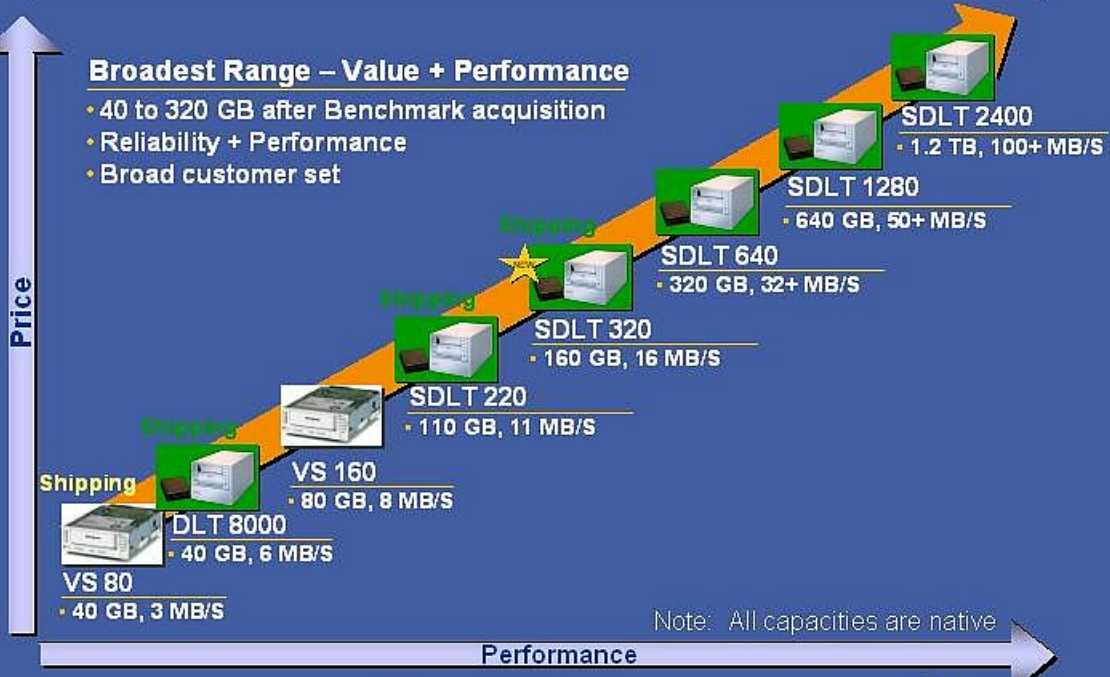 Broadest Range – Value + Performance
• 40 to 320 GB after Benchmark acquisition
• Reliability + Performance
• Broad customer set
SDLT 2400
• 1.2 TB, 100+ MB/S
SDLT 1280
• 640 GB, 50+ MB/S
SDLT 640
• 320 GB, 32+ MB/S
Shipping
NEW
SDLT 320
• 160 GB, 16 MB/S
Shipping
SDLT 220
• 110 GB, 11 MB/S
VS 160
• 80 GB, 8 MB/S
Shipping
DLT 8000
• 40 GB, 6 MB/S
Shipping
VS 80
• 40 GB, 3 MB/S
Price
Note: All capacities are native
Performance